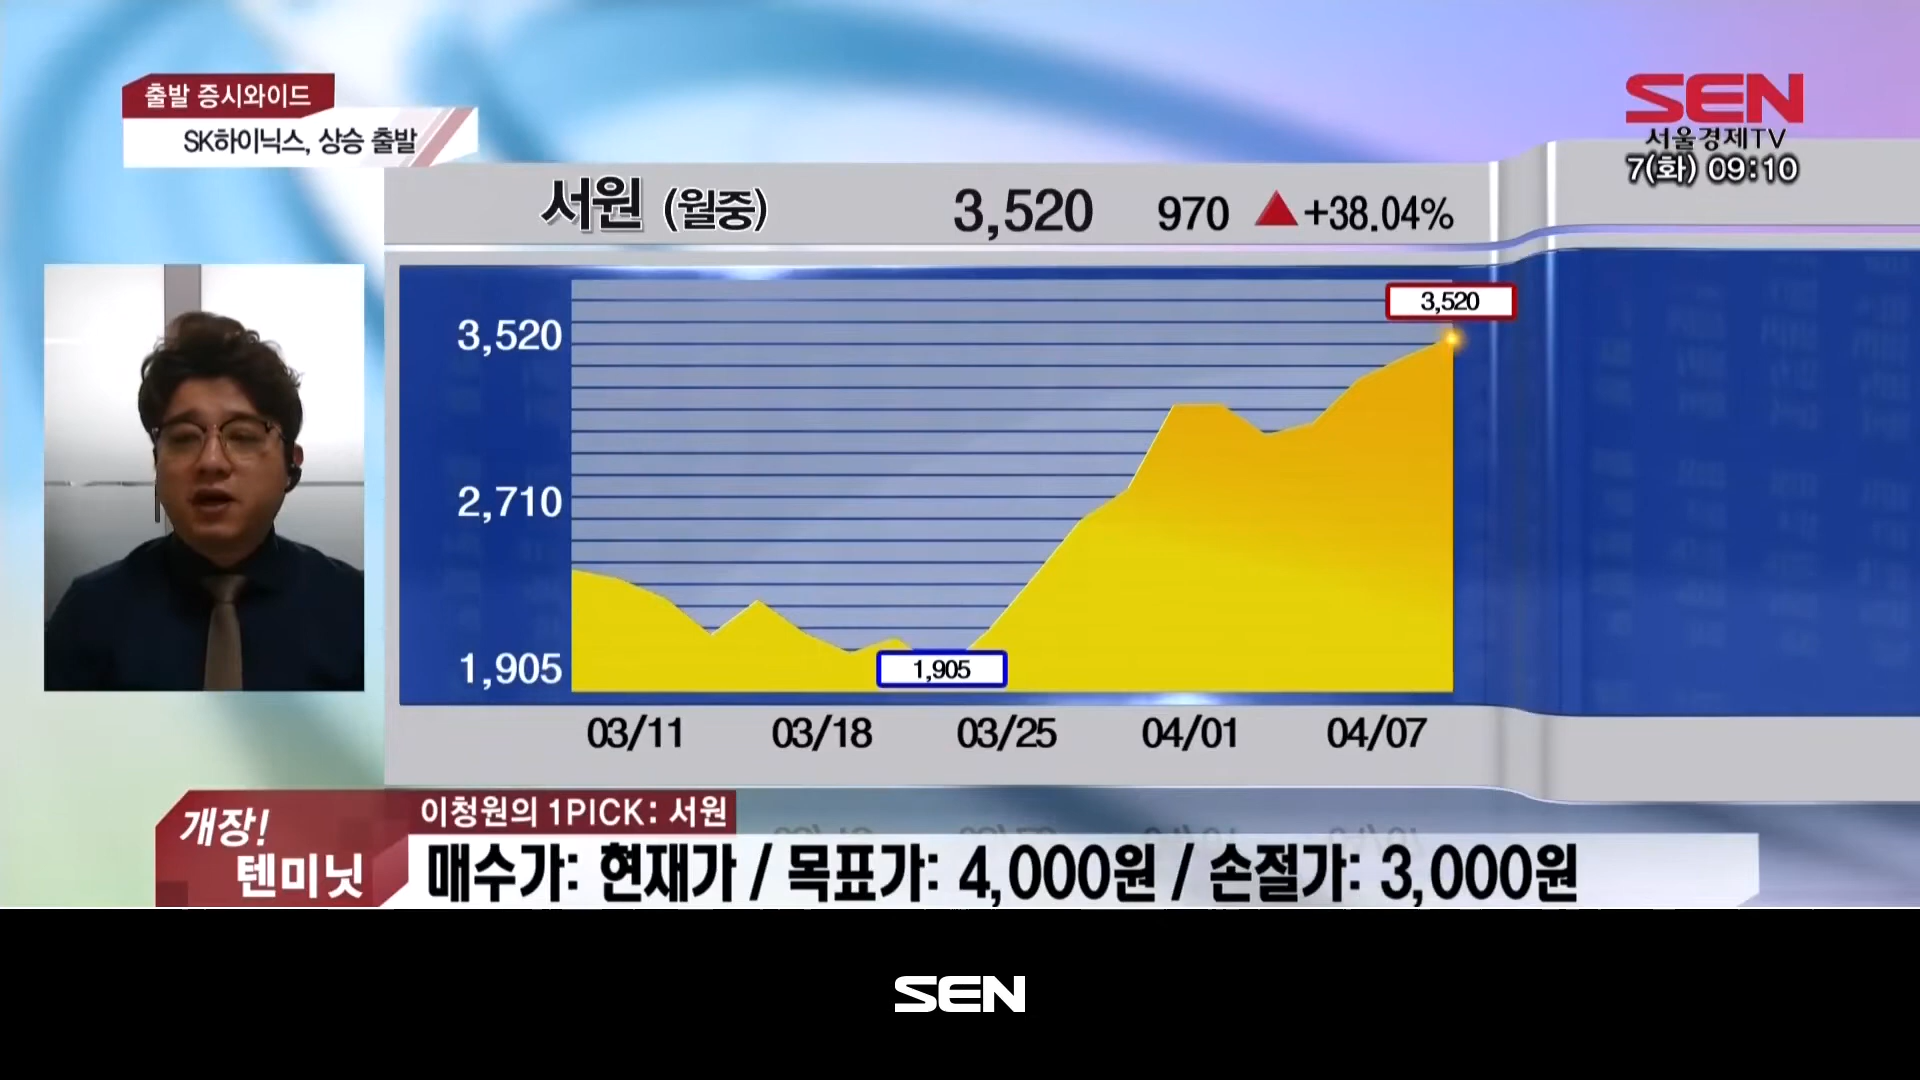 출발 증시와이드
SK하이닉스, 상승 출발
SEN
서울경제TV
7(화) 09:10
서원 (월중) 3,520 970 ▲+38.04%
3,520
3,520
2,710
1,905
1,905
03/11 03/18 03/25 04/01 04/07
개장!
텐미닛
이청원의 1PICK: 서원
매수가: 현재가 / 목표가: 4,000원 / 손절가: 3,000원
SEN